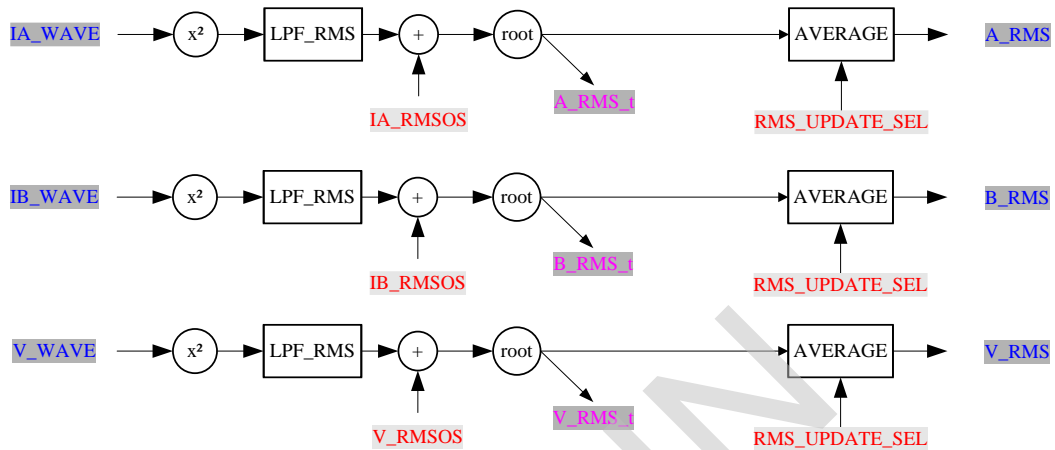 IA_WAVE x² LPF_RMS + root AVERAGE A_RMS
A_RMS_t
IA_RMSOS RMS_UPDATE_SEL
IB_WAVE x² LPF_RMS + root AVERAGE B_RMS
B_RMS_t
IB_RMSOS RMS_UPDATE_SEL
V_WAVE x² LPF_RMS + root AVERAGE V_RMS
V_RMS_t
V_RMSOS RMS_UPDATE_SEL